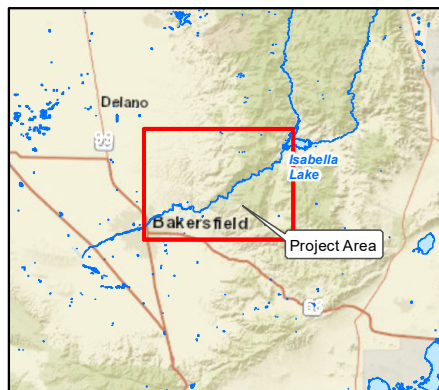 Delano
99
Isabella
Lake
Bakersfield
Project Area
58